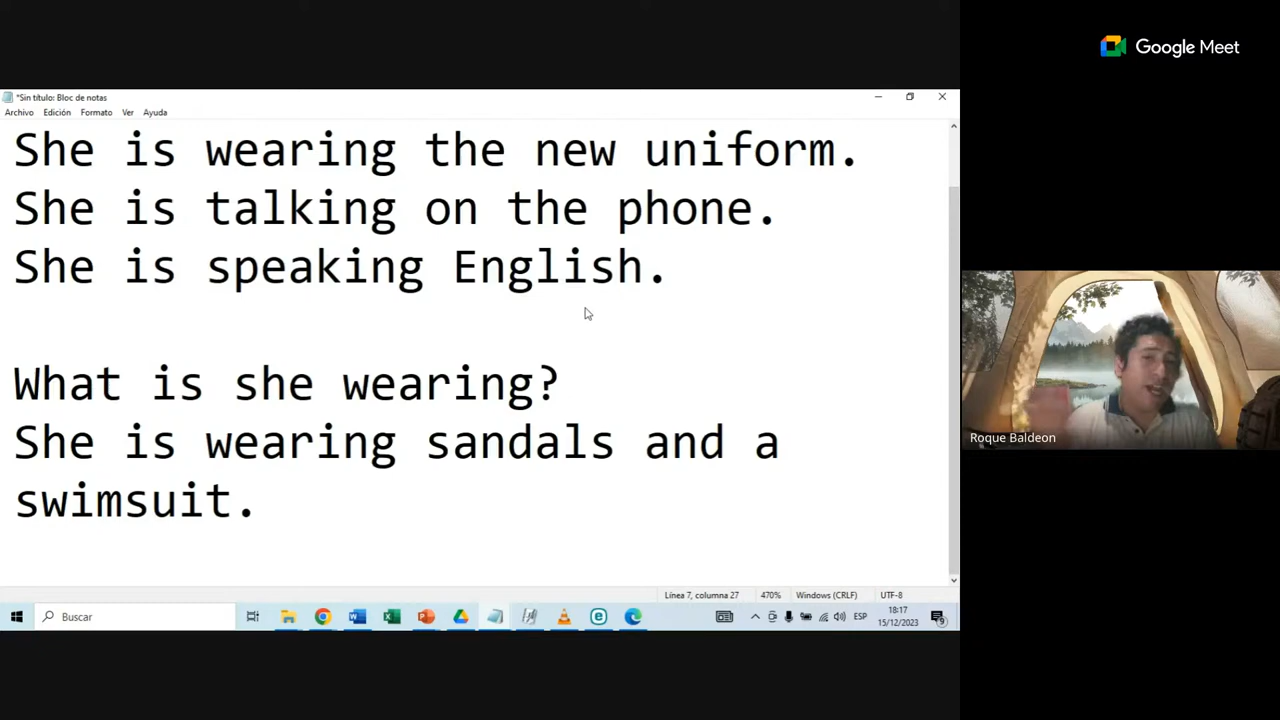 Google Meet
*Sin título: Bloc de notas
Archivo Edición Formato Ver Ayuda
She is wearing the new uniform.
She is talking on the phone.
She is speaking English.
What is she wearing?
She is wearing sandals and a
swimsuit.
Roque Baldeon
Línea 7, columna 27 470% Windows (CRLF) UTF-8
Buscar
ESP
18:17
15/12/2023
9